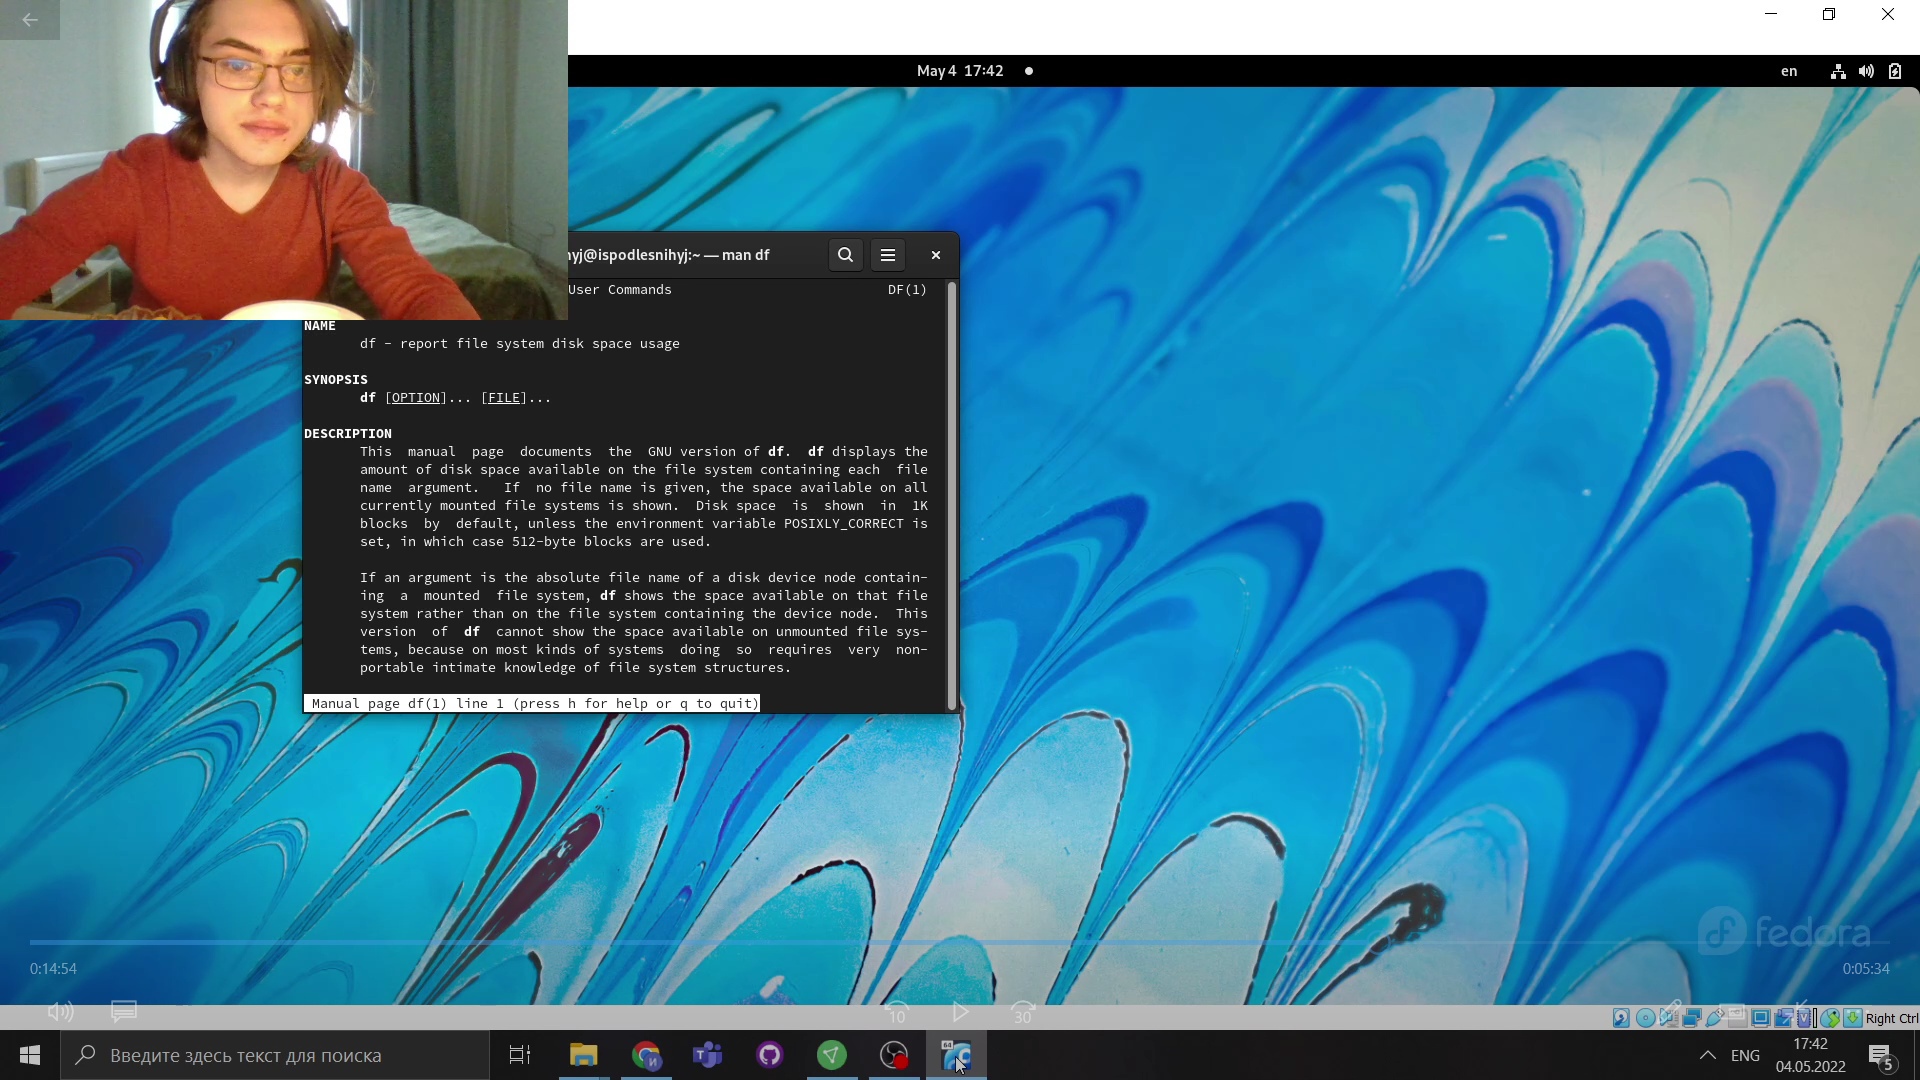 May 4 17:42
en
nyj@ispodlesnihyj:~ — man df
User Commands DF(1)
NAME
df - report file system disk space usage
SYNOPSIS
df [OPTION]... [FILE]...
DESCRIPTION
This manual page documents the GNU version of df. df displays the
amount of disk space available on the file system containing each file
name argument. If no file name is given, the space available on all
currently mounted file systems is shown. Disk space is shown in 1K
blocks by default, unless the environment variable POSIXLY_CORRECT is
set, in which case 512-byte blocks are used.
If an argument is the absolute file name of a disk device node contain-
ing a mounted file system, df shows the space available on that file
system rather than on the file system containing the device node. This
version of df cannot show the space available on unmounted file sys-
tems, because on most kinds of systems doing so requires very non-
portable intimate knowledge of file system structures.
Manual page df(1) line 1 (press h for help or q to quit)
fedora
0:14:54
0:05:34
10
30
Right Ctrl
Введите здесь текст для поиска
64
ENG
17:42
04.05.2022
5